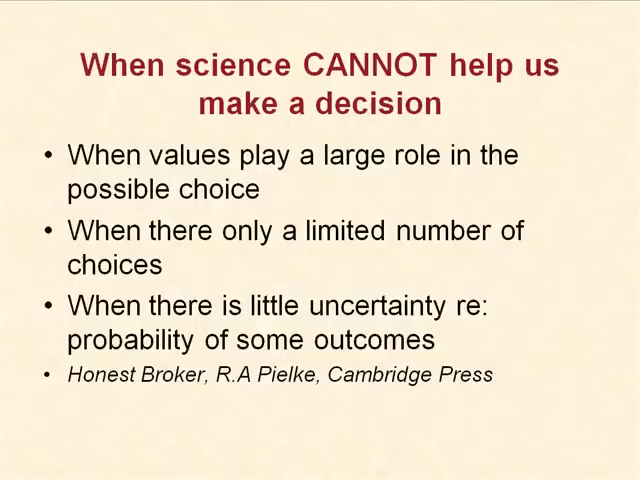 When science CANNOT help us
make a decision
• When values play a large role in the
possible choice
• When there only a limited number of
choices
• When there is little uncertainty re:
probability of some outcomes
• Honest Broker, R.A Pielke, Cambridge Press